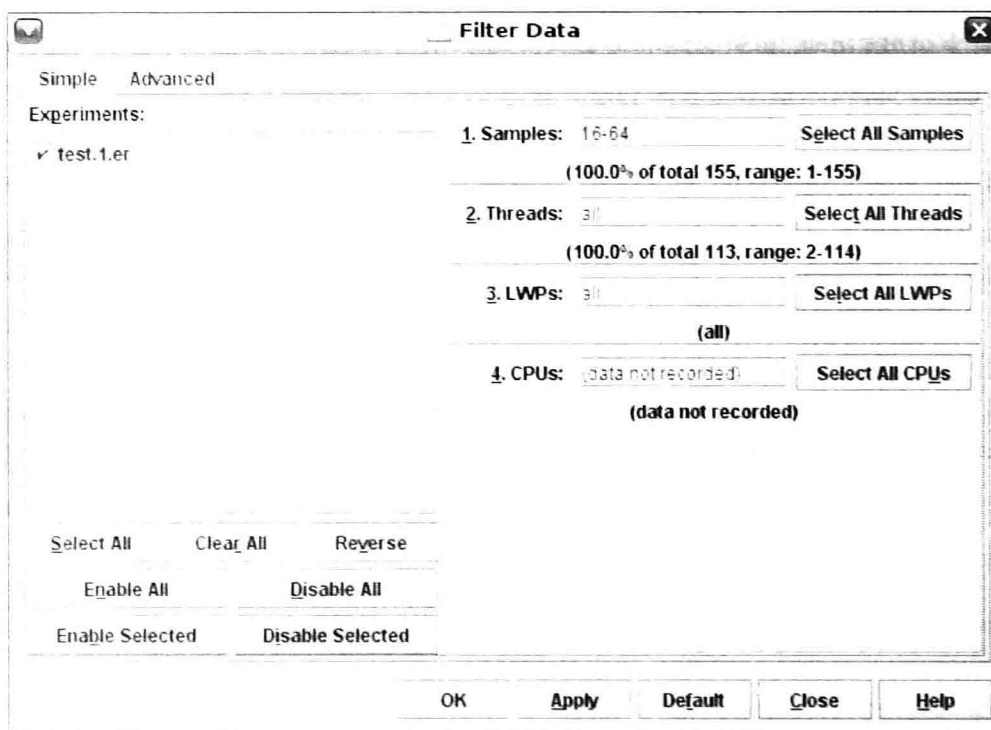 Filter Data
Simple Advanced
Experiments:
✓ test.1.er
1. Samples: 16-64 Select All Samples
(100.0% of total 155, range: 1-155)
2. Threads: all Select All Threads
(100.0% of total 113, range: 2-114)
3. LWPs: all Select All LWPs
(all)
4. CPUs: (data not recorded) Select All CPUs
(data not recorded)
Select All Clear All Reverse
Enable All Disable All
Enable Selected Disable Selected
OK Apply Default Close Help